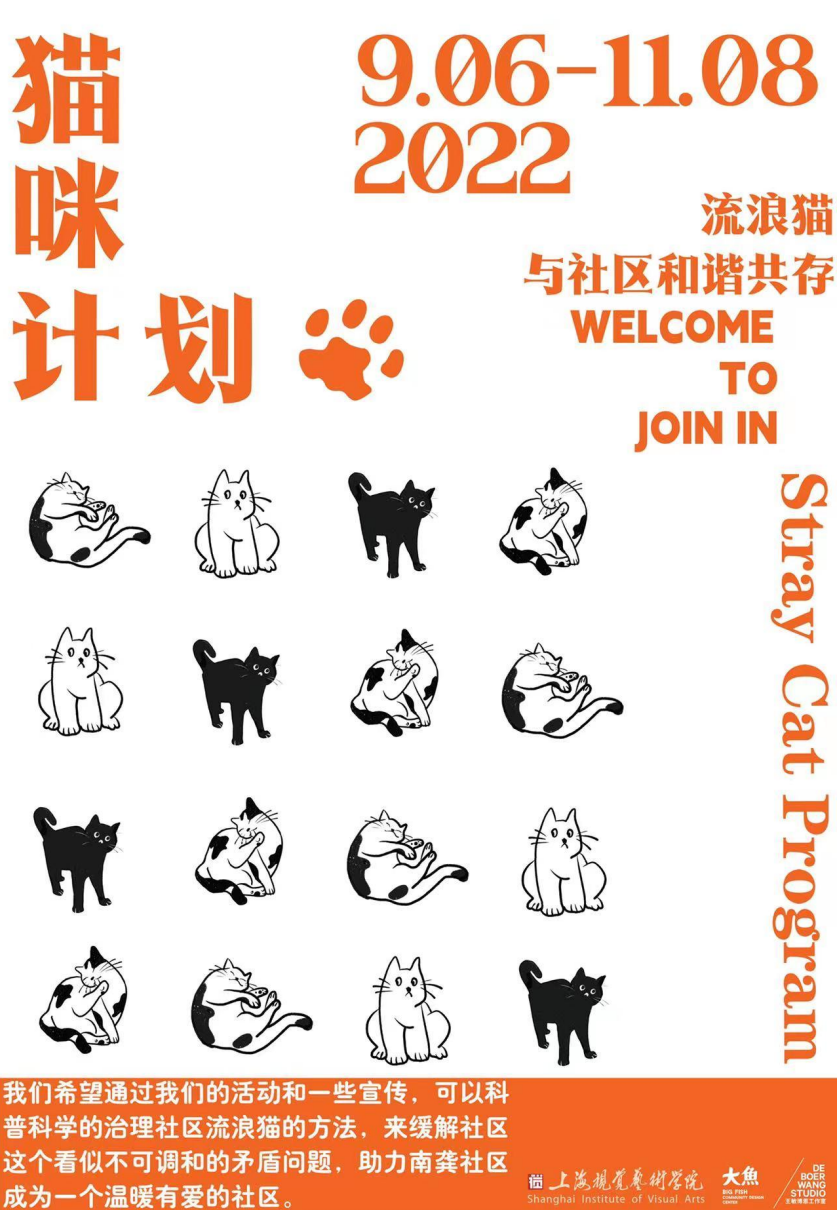 猫
咪
计划
9.06-11.08
2022
流浪猫
与社区和谐共存
WELCOME
TO
JOIN IN
Stray Cat Program
我们希望通过我们的活动和一些宣传，可以科
普科学的治理社区流浪猫的方法，来缓解社区
这个看似不可调和的矛盾问题，助力南龚社区
成为一个温暖有爱的社区。
上海视觉艺术学院
Shanghai Institute of Visual Arts
大魚
BIG FISH
COMMUNITY DESIGN
CENTER
DE
BOER
WANG
STUDIO